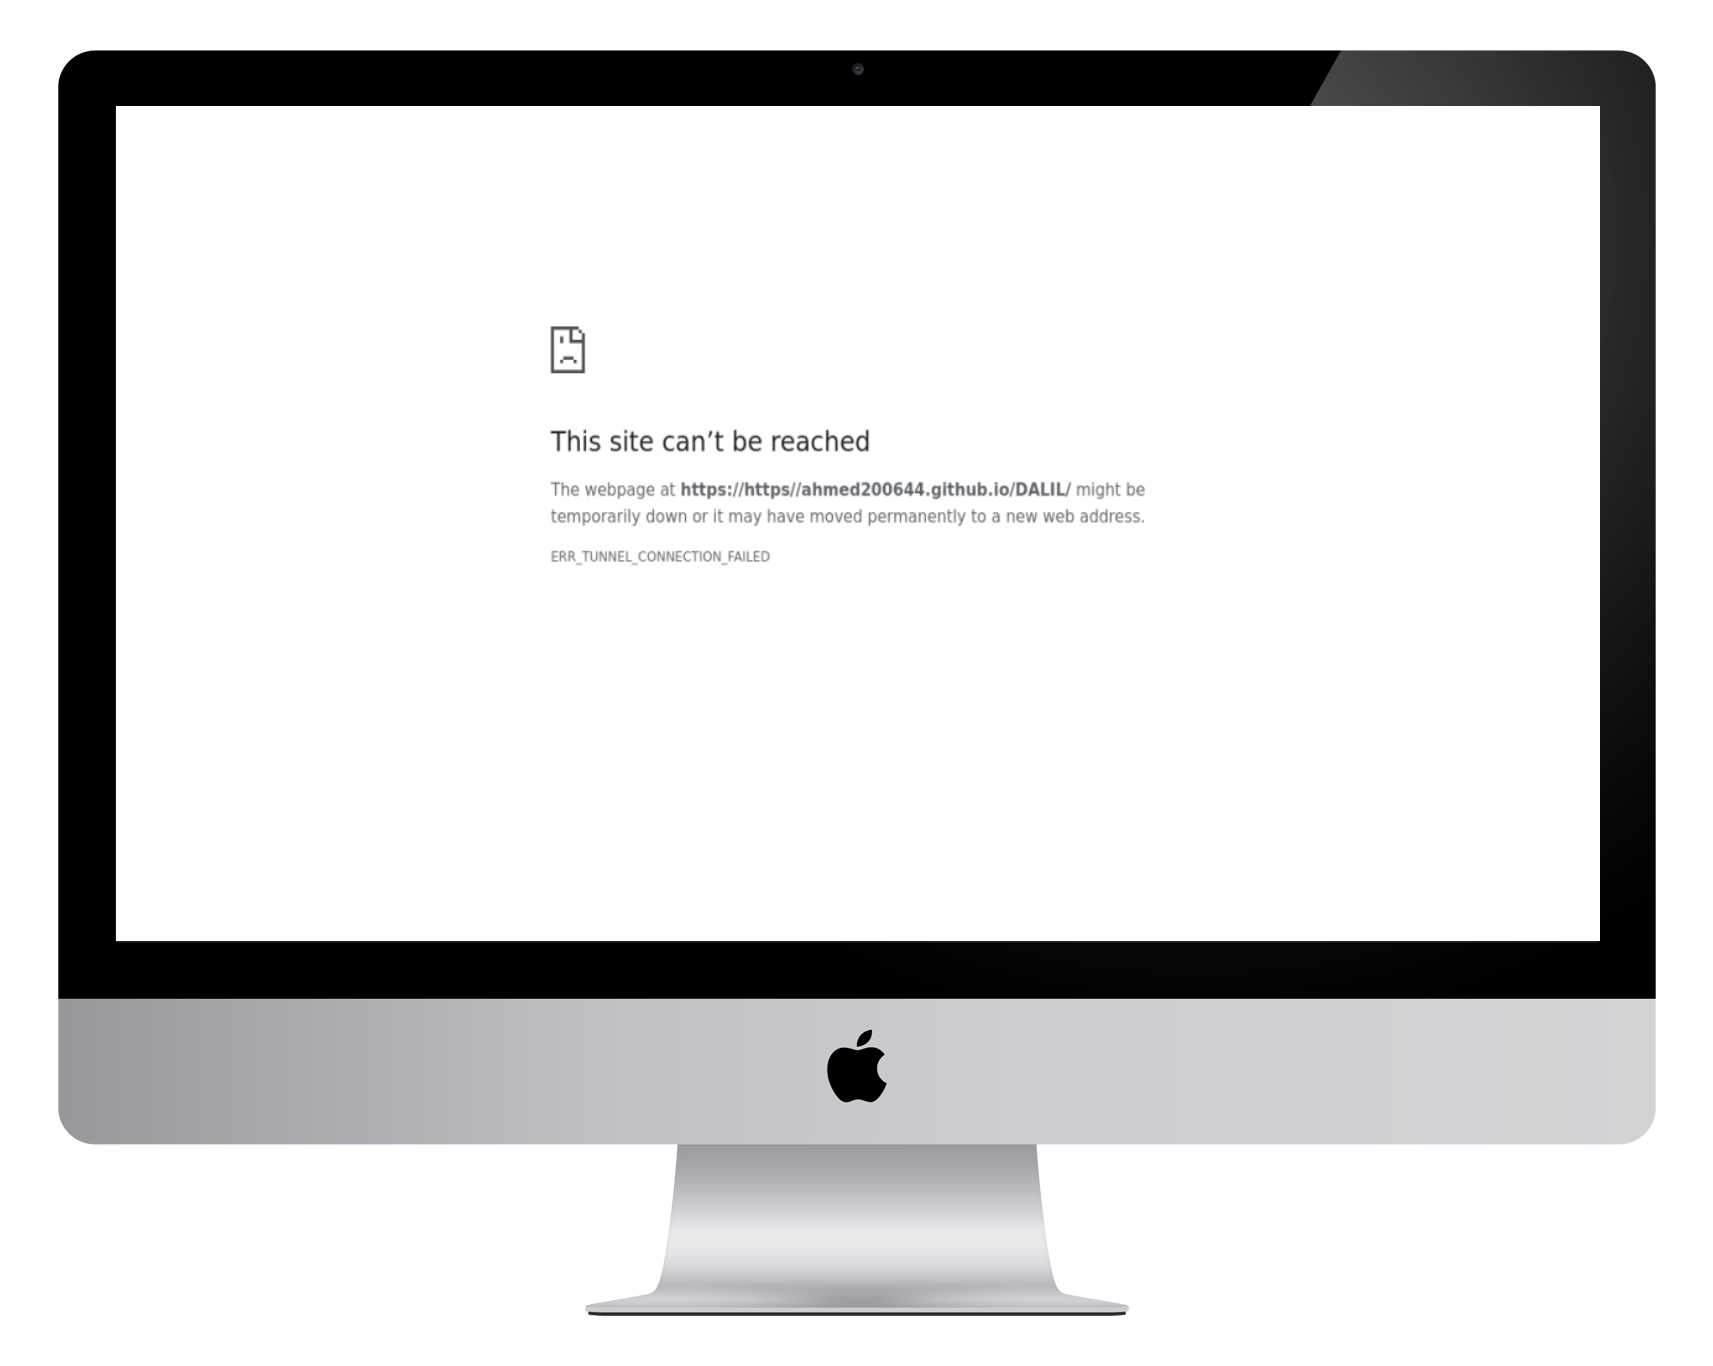 This site can’t be reached
The webpage at https://https//ahmed200644.github.io/DALIL/ might be
temporarily down or it may have moved permanently to a new web address.
ERR_TUNNEL_CONNECTION_FAILED